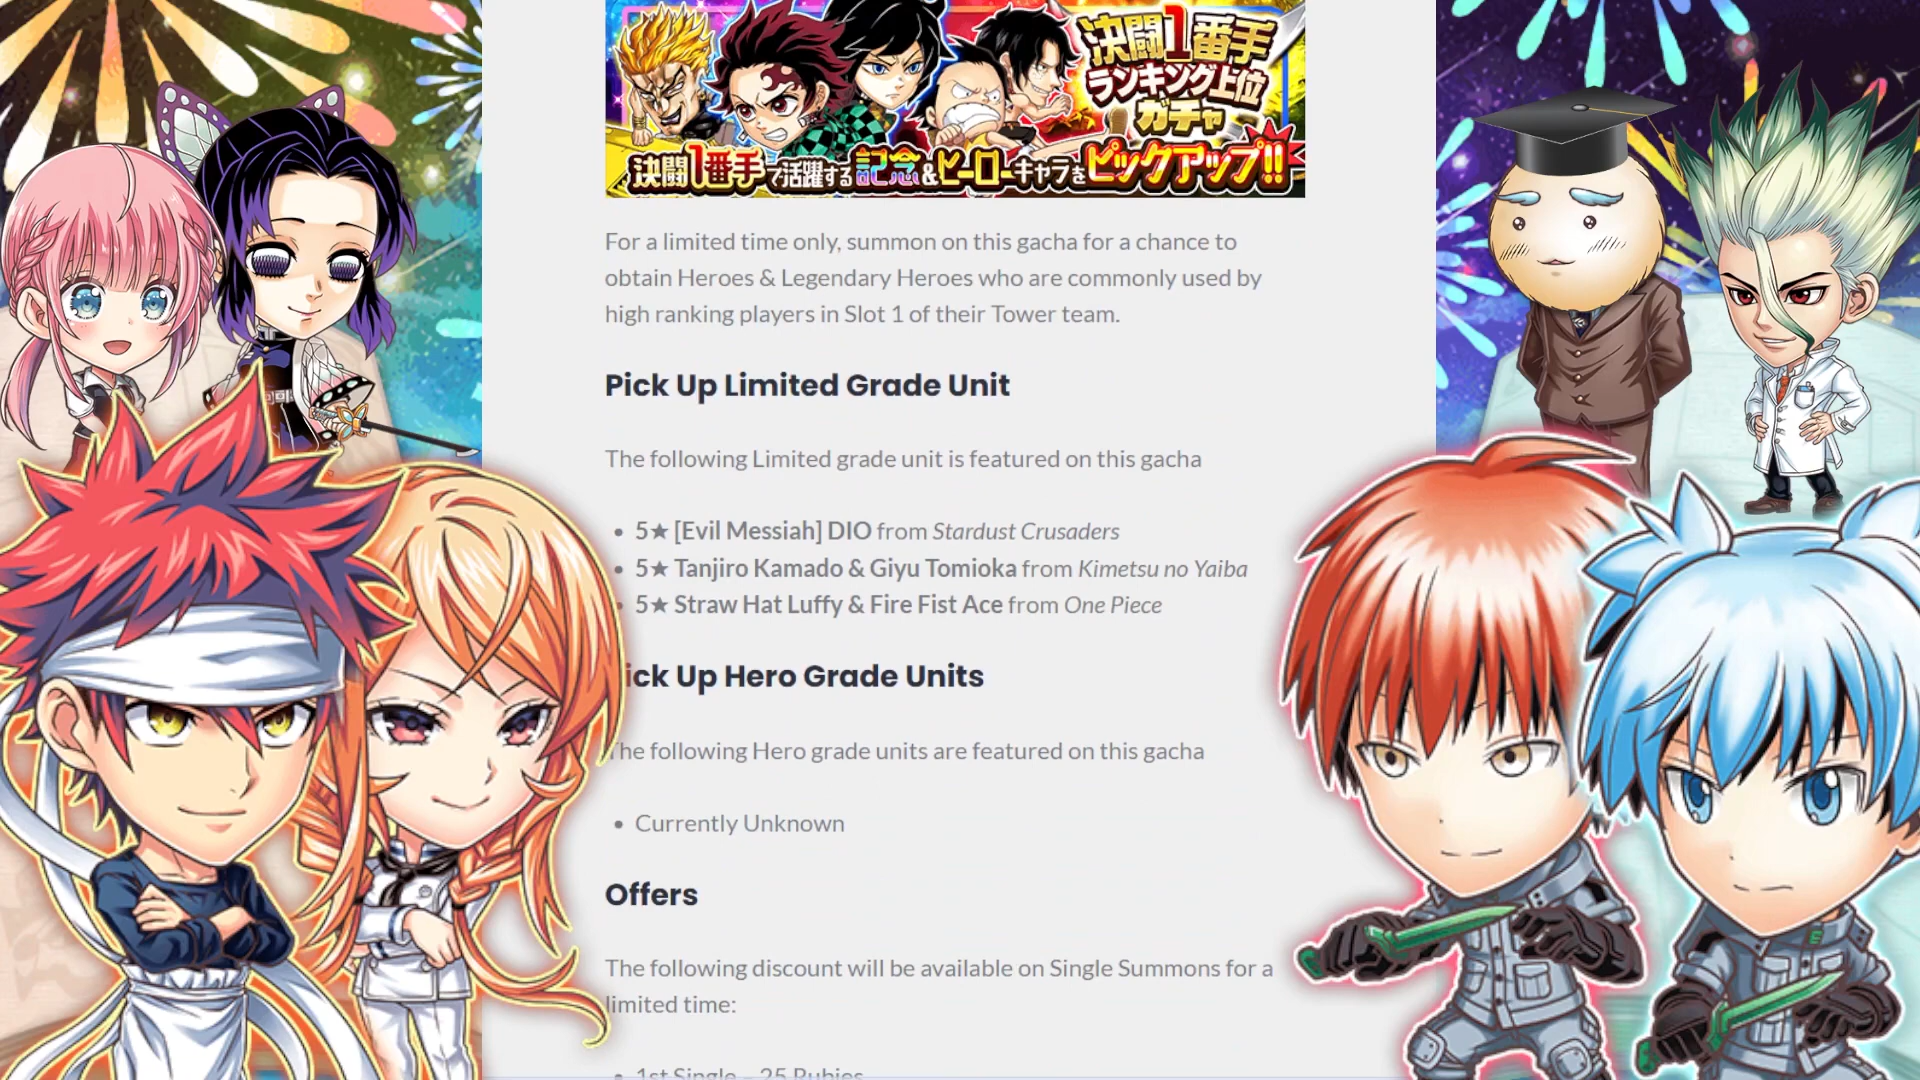 決闘1番手
ランキング上位
ガチャ
決闘1番手で活躍する記念&ヒーローキャラをピックアップ!!
For a limited time only, summon on this gacha for a chance to
obtain Heroes & Legendary Heroes who are commonly used by
high ranking players in Slot 1 of their Tower team.
Pick Up Limited Grade Unit
The following Limited grade unit is featured on this gacha
• 5★ [Evil Messiah] DIO from Stardust Crusaders
• 5★ Tanjiro Kamado & Giyu Tomioka from Kimetsu no Yaiba
• 5★ Straw Hat Luffy & Fire Fist Ace from One Piece
ick Up Hero Grade Units
The following Hero grade units are featured on this gacha
• Currently Unknown
Offers
The following discount will be available on Single Summons for a
limited time:
• 1st Single – 25 Rubies